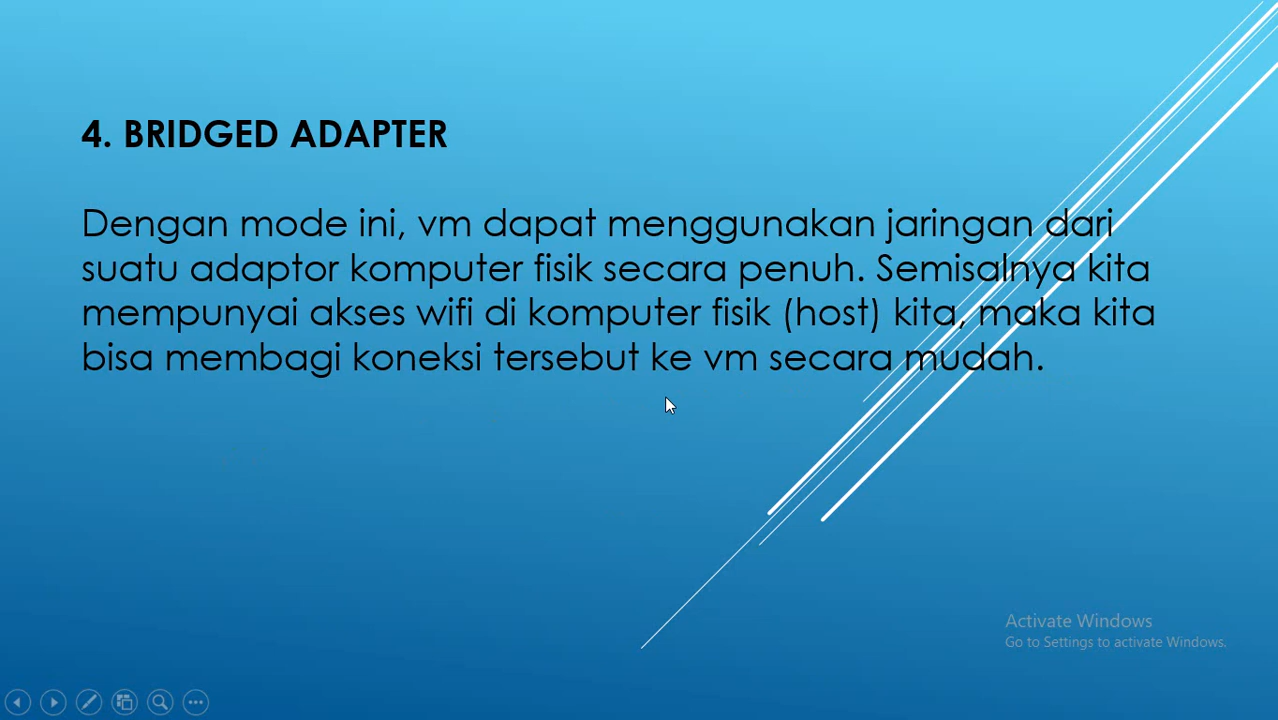 4. BRIDGED ADAPTER
Dengan mode ini, vm dapat menggunakan jaringan dari
suatu adaptor komputer fisik secara penuh. Semisalnya kita
mempunyai akses wifi di komputer fisik (host) kita, maka kita
bisa membagi koneksi tersebut ke vm secara mudah.
Activate Windows
Go to Settings to activate Windows.